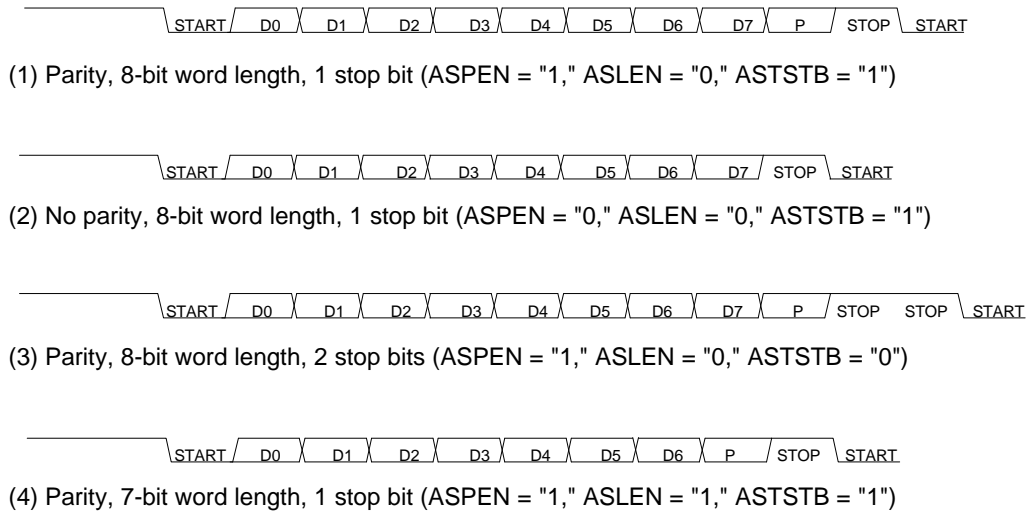 START D0 D1 D2 D3 D4 D5 D6 D7 P STOP START
(1) Parity, 8-bit word length, 1 stop bit (ASPEN = "1," ASLEN = "0," ASTSTB = "1")
START D0 D1 D2 D3 D4 D5 D6 D7 STOP START
(2) No parity, 8-bit word length, 1 stop bit (ASPEN = "0," ASLEN = "0," ASTSTB = "1")
START D0 D1 D2 D3 D4 D5 D6 D7 P STOP STOP START
(3) Parity, 8-bit word length, 2 stop bits (ASPEN = "1," ASLEN = "0," ASTSTB = "0")
START D0 D1 D2 D3 D4 D5 D6 P STOP START
(4) Parity, 7-bit word length, 1 stop bit (ASPEN = "1," ASLEN = "1," ASTSTB = "1")